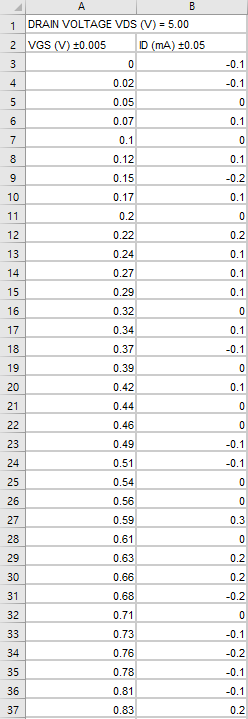 A B
1 DRAIN VOLTAGE VDS (V) = 5.00
2 VGS (V) ±0.005 ID (mA) ±0.05
3 0 -0.1
4 0.02 -0.1
5 0.05 0
6 0.07 0.1
7 0.1 0
8 0.12 0.1
9 0.15 -0.2
10 0.17 0.1
11 0.2 0
12 0.22 0.2
13 0.24 0.1
14 0.27 0.1
15 0.29 0.1
16 0.32 0
17 0.34 0.1
18 0.37 -0.1
19 0.39 0
20 0.42 0.1
21 0.44 0
22 0.46 0
23 0.49 -0.1
24 0.51 -0.1
25 0.54 0
26 0.56 0
27 0.59 0.3
28 0.61 0
29 0.63 0.2
30 0.66 0.2
31 0.68 -0.2
32 0.71 0
33 0.73 -0.1
34 0.76 -0.2
35 0.78 -0.1
36 0.81 -0.1
37 0.83 0.2